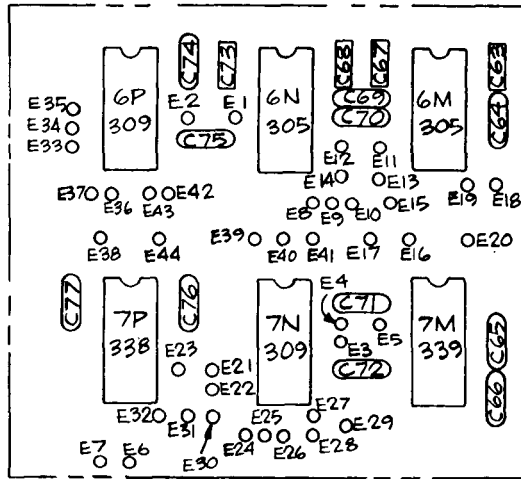 C74 C73 C68 C67 C63
6P 309
E2 E1
6N 305
C69
C70
6M 305
C64
E35
E34
E33
C75
E12 E11
E14 E13
E37 E36 E43 E42
E8 E9 E10 E15
E19 E18
E38 E44 E39 E40 E41 E17 E16 E20
E4
C77
7P 338
C76
7N 309
C71
E3 E5
C72
7M 339
C65
C66
E23 E21
E22
E32 E31 E30
E25 E27
E24 E26 E28 E29
E7 E6